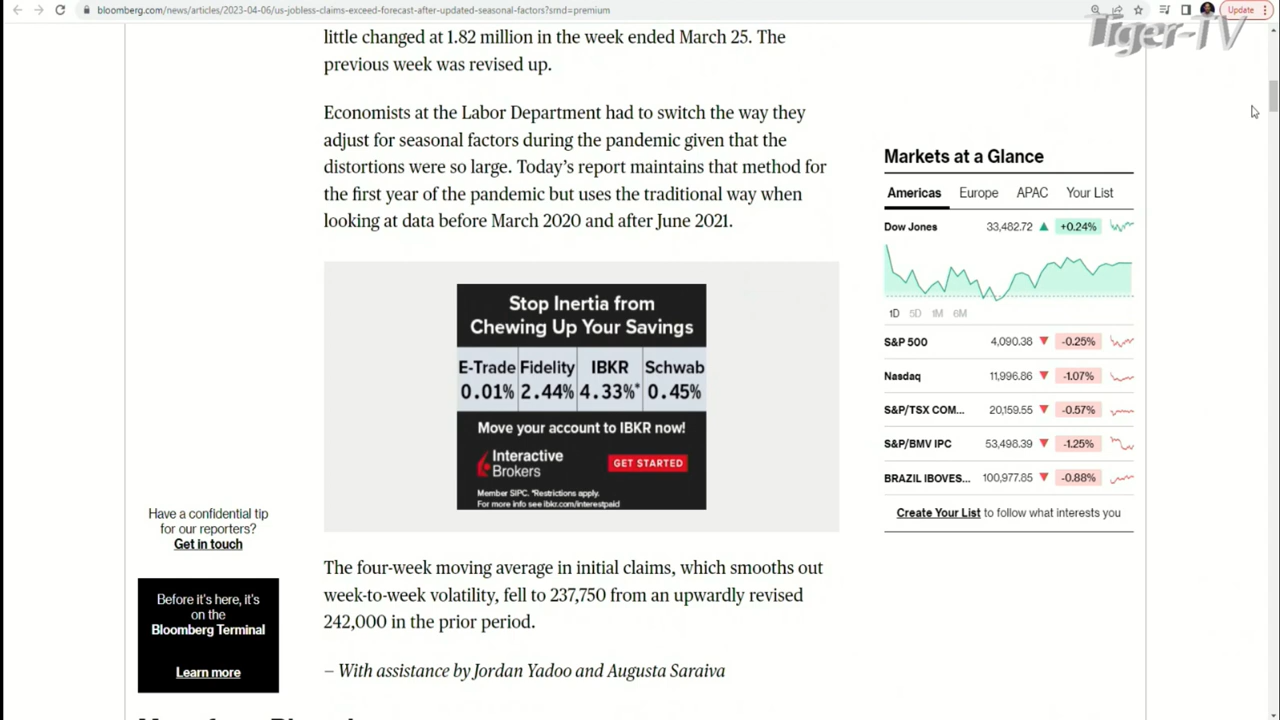 bloomberg.com/news/articles/2023-04-06/us-jobless-claims-exceed-forecast-after-updated-seasonal-factors?srnd=premium
Update
Tiger-TV
little changed at 1.82 million in the week ended March 25. The
previous week was revised up.
Economists at the Labor Department had to switch the way they
adjust for seasonal factors during the pandemic given that the
distortions were so large. Today’s report maintains that method for
the first year of the pandemic but uses the traditional way when
looking at data before March 2020 and after June 2021.
Stop Inertia from
Chewing Up Your Savings
E-Trade Fidelity IBKR Schwab
0.01% 2.44% 4.33%* 0.45%
Move your account to IBKR now!
Interactive
Brokers
GET STARTED
Member SIPC. *Restrictions apply.
For more info see ibkr.com/interestpaid
The four-week moving average in initial claims, which smooths out
week-to-week volatility, fell to 237,750 from an upwardly revised
242,000 in the prior period.
– With assistance by Jordan Yadoo and Augusta Saraiva
Have a confidential tip
for our reporters?
Get in touch
Before it’s here, it’s
on the
Bloomberg Terminal
Learn more
Markets at a Glance
Americas Europe APAC Your List
Dow Jones 33,482.72 +0.24%
1D 5D 1M 6M
S&P 500 4,090.38 -0.25%
Nasdaq 11,996.86 -1.07%
S&P/TSX COM... 20,159.55 -0.57%
S&P/BMV IPC 53,498.39 -1.25%
BRAZIL IBOVES... 100,977.85 -0.88%
Create Your List to follow what interests you